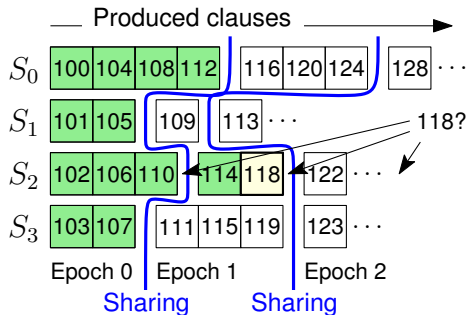 Produced clauses
S0 100 104 108 112 116 120 124 128 ···
S1 101 105 109 113 ··· 118?
S2 102 106 110 114 118 122 ···
S3 103 107 111 115 119 123 ···
Epoch 0 Epoch 1 Epoch 2
Sharing Sharing